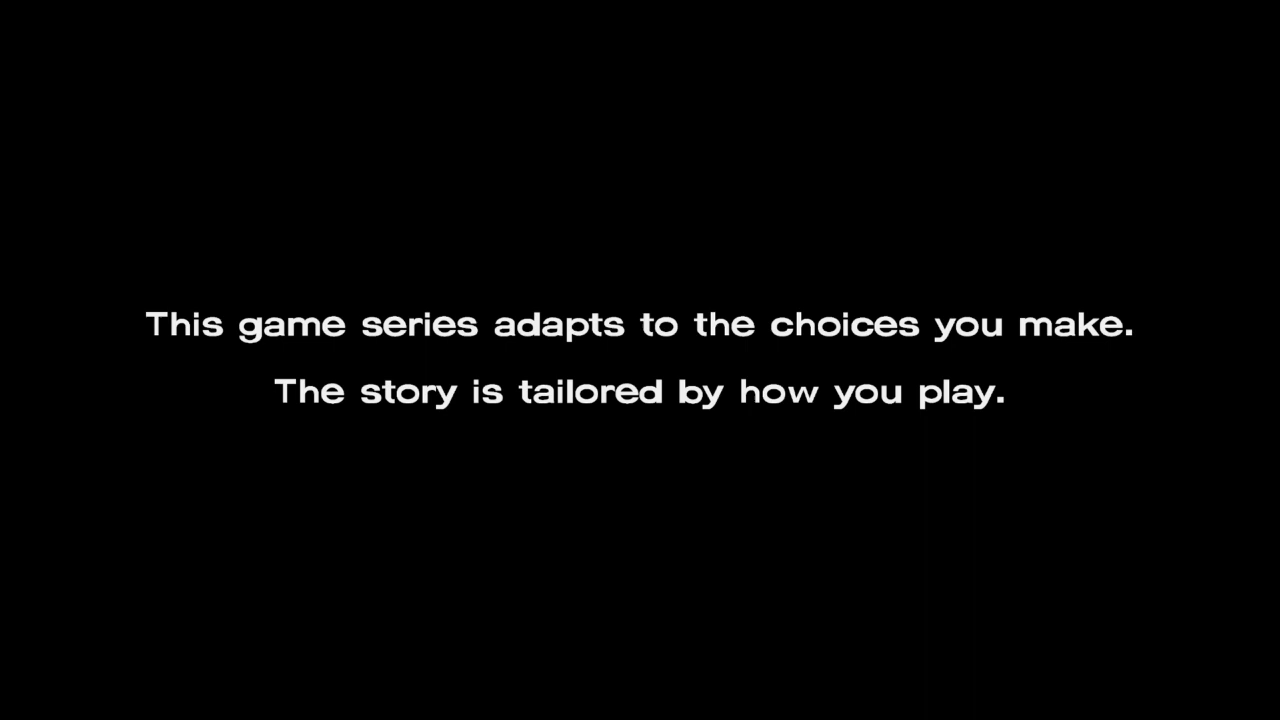 This game series adapts to the choices you make.
The story is tailored by how you play.